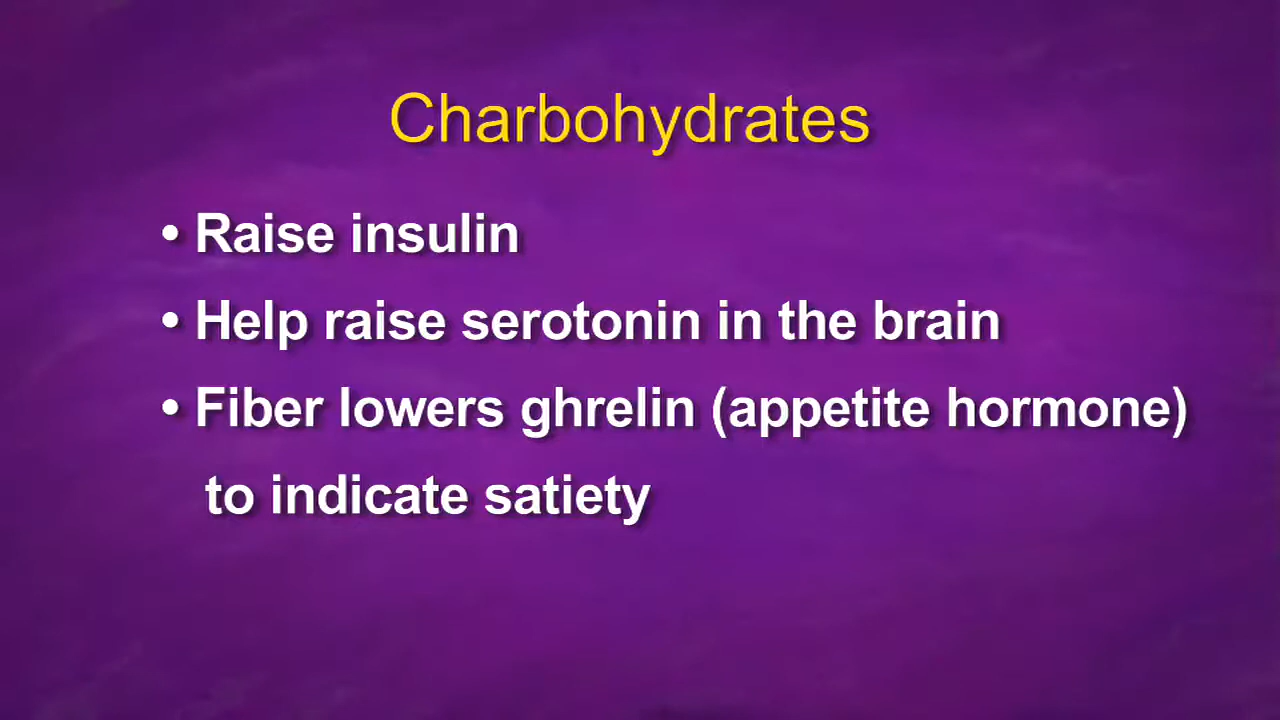 Charbohydrates
• Raise insulin
• Help raise serotonin in the brain
• Fiber lowers ghrelin (appetite hormone)
to indicate satiety